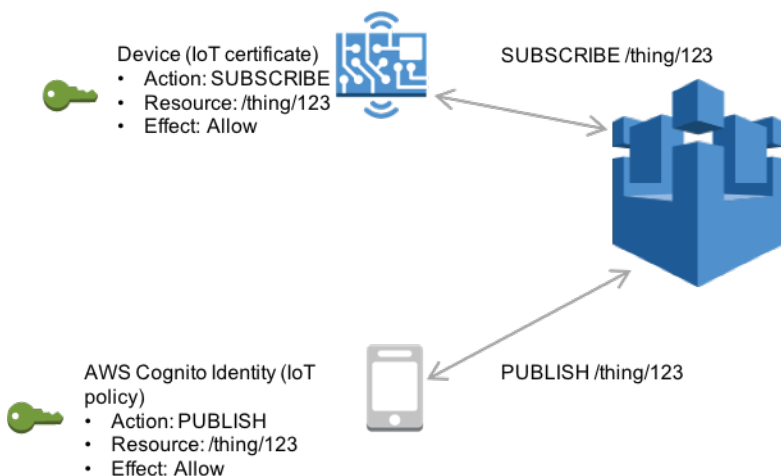 Device (IoT certificate)
• Action: SUBSCRIBE
• Resource: /thing/123
• Effect: Allow
SUBSCRIBE /thing/123
AWS Cognito Identity (IoT
policy)
• Action: PUBLISH
• Resource: /thing/123
• Effect: Allow
PUBLISH /thing/123